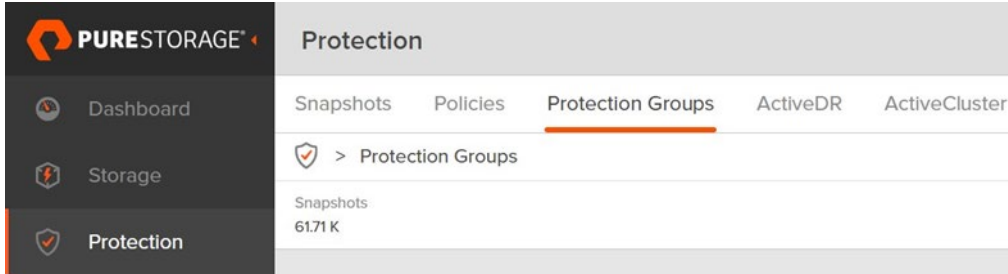 PURESTORAGE®
Protection
Dashboard
Snapshots Policies Protection Groups ActiveDR ActiveCluster
> Protection Groups
Storage
Snapshots
61.71 K
Protection